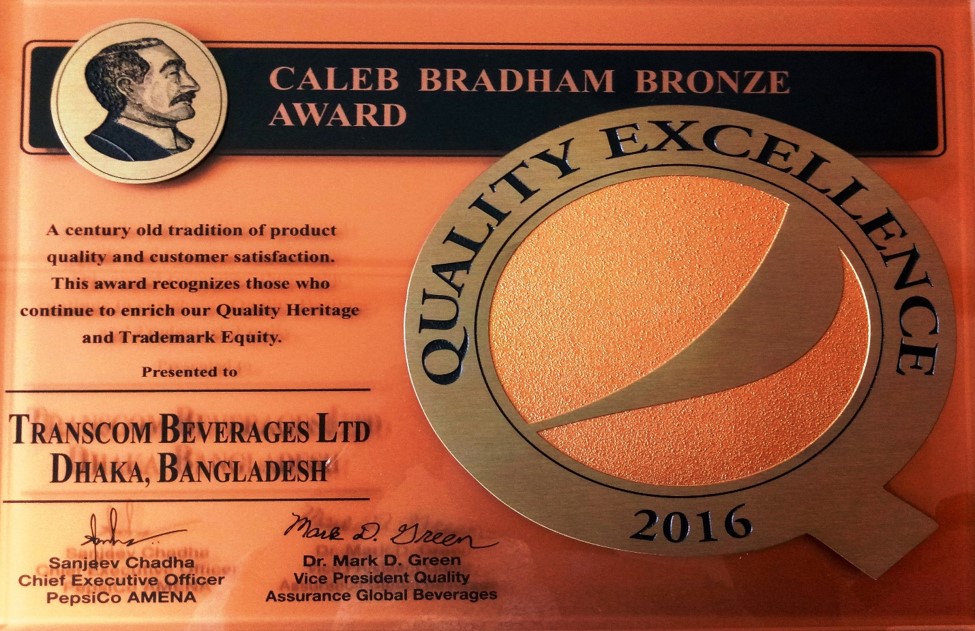 CALEB BRADHAM BRONZE
AWARD
QUALITY EXCELLENCE
A century old tradition of product
quality and customer satisfaction.
This award recognizes those who
continue to enrich our Quality Heritage
and Trademark Equity.
Presented to
TRANSCOM BEVERAGES LTD
DHAKA, BANGLADESH
2016
Mark D. Green
Sanjeev Chadha
Chief Executive Officer
PepsiCo AMENA
Dr. Mark D. Green
Vice President Quality
Assurance Global Beverages